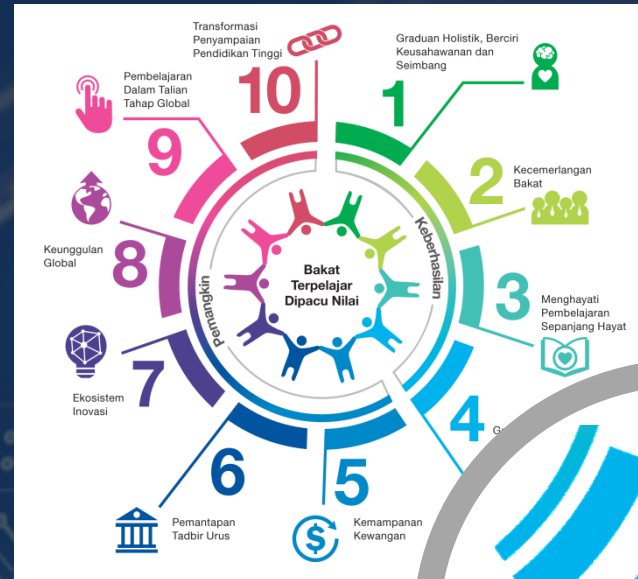 Transformasi
Penyampaian
Pendidikan Tinggi
10
Graduan Holistik, Berciri
Keusahawanan dan
Seimbang
1
Pembelajaran
Dalam Talian
Tahap Global
9
2
Kecemerlangan
Bakat
Keunggulan
Global
8
Pemangkin
Bakat
Terpelajar
Dipacu Nilai
Keberhasilan
3
Menghayati
Pembelajaran
Sepanjang Hayat
Ekosistem
Inovasi
7
4
6
Pemantapan
Tadbir Urus
5
Kemampanan
Kewangan